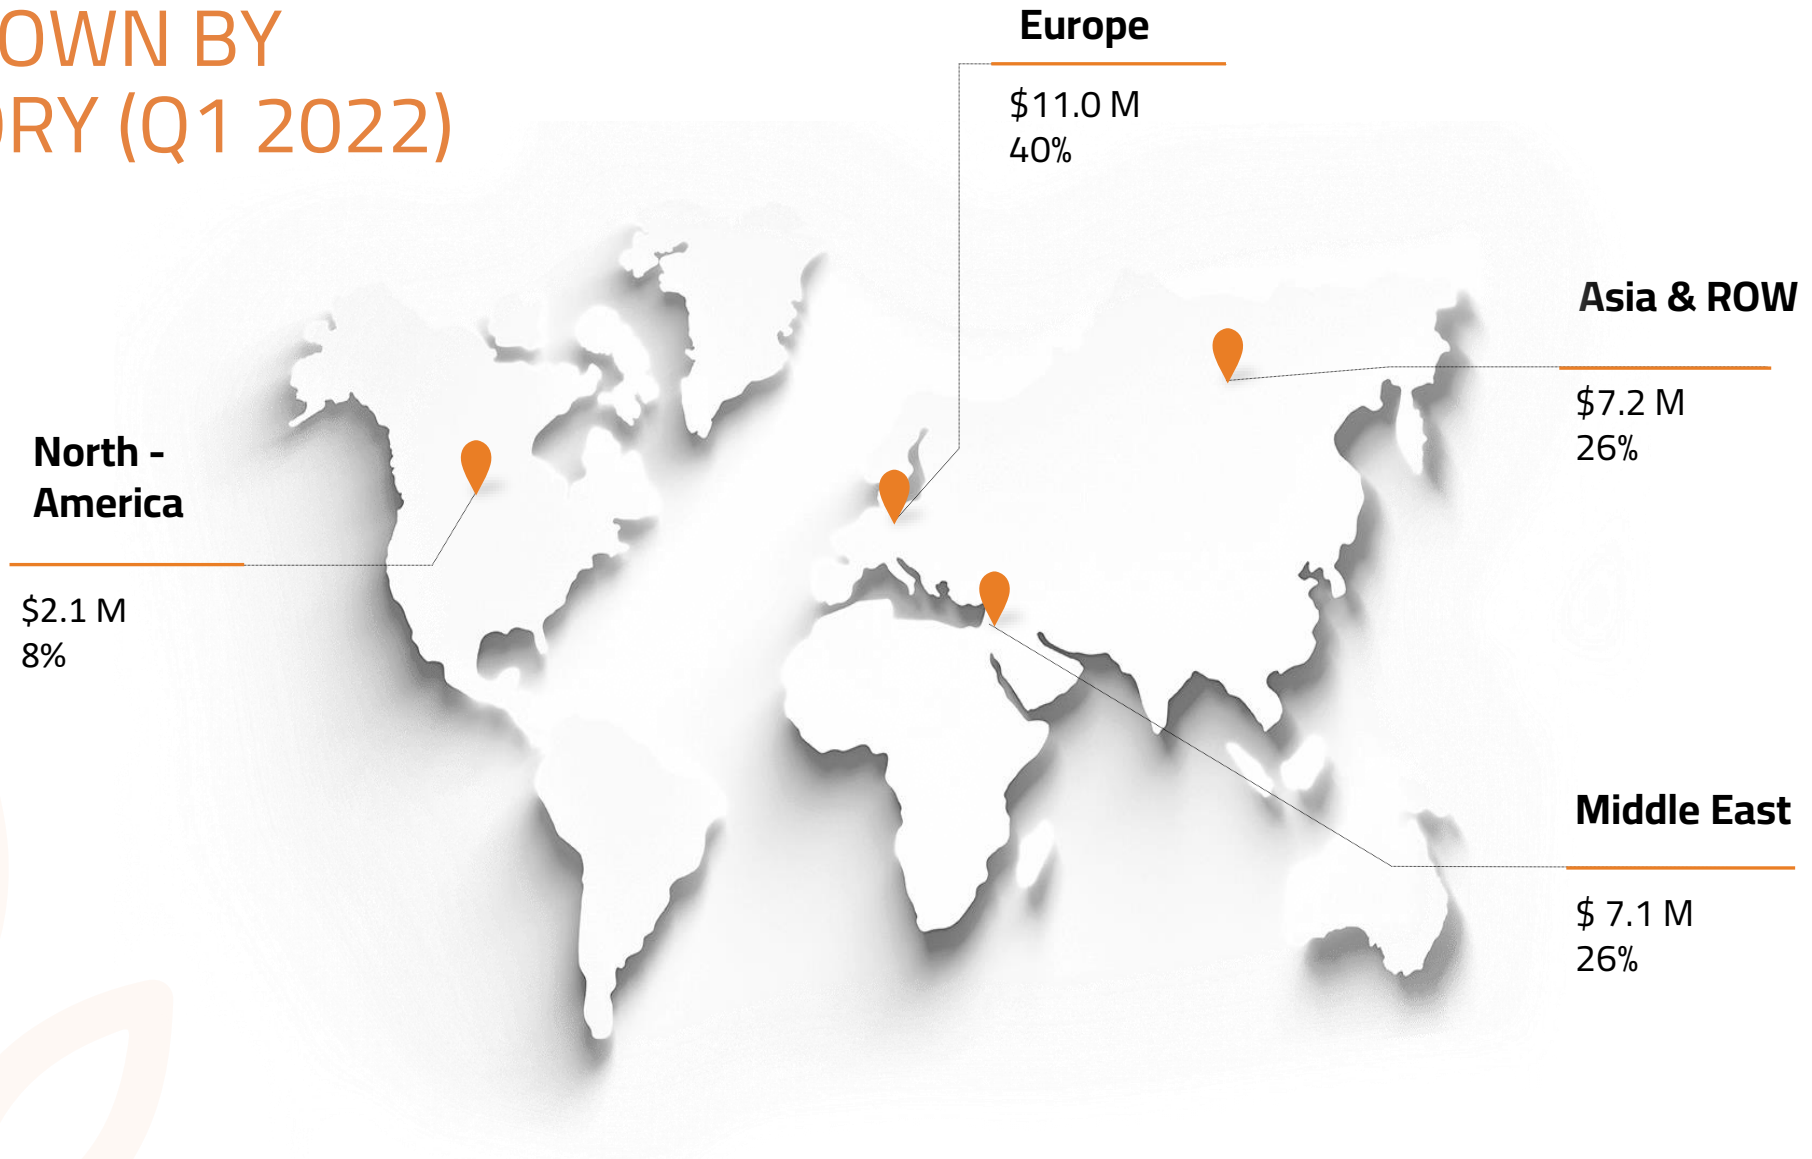 OWN BY
RY (Q1 2022)
Europe
$11.0 M
40%
Asia & ROW
$7.2 M
26%
North -
America
$2.1 M
8%
Middle East
$ 7.1 M
26%